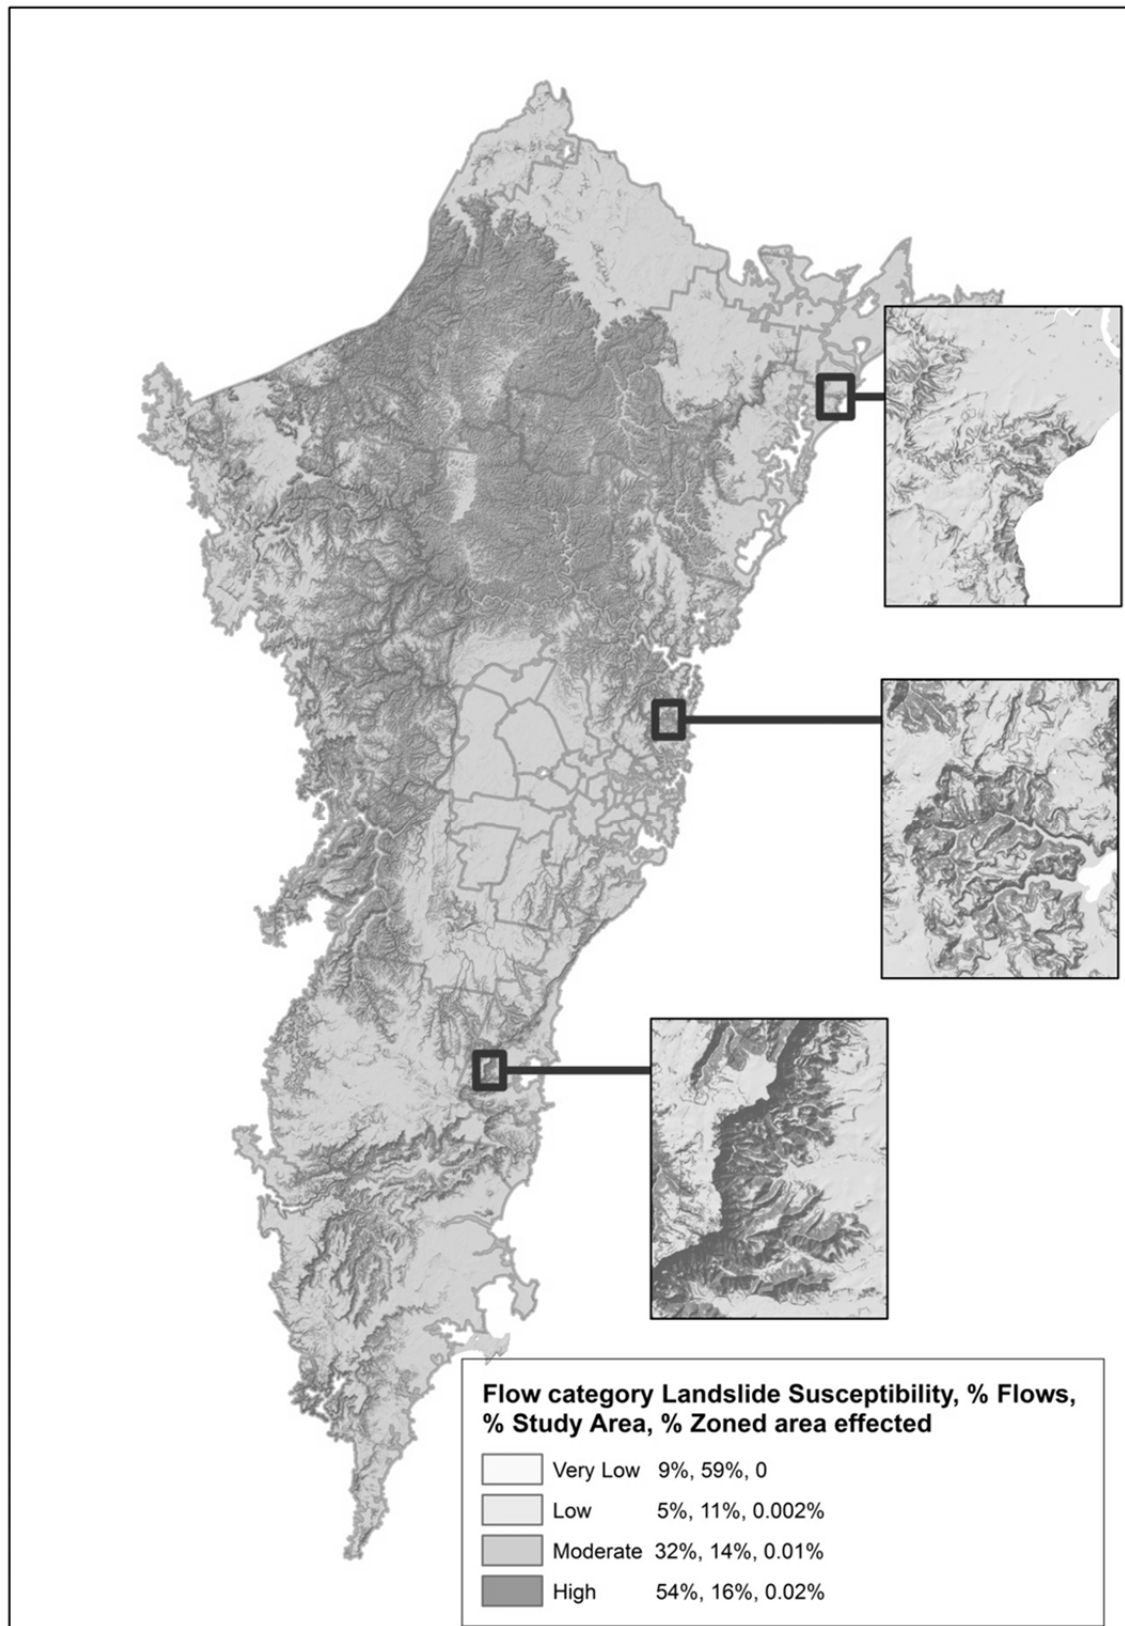 Flow category Landslide Susceptibility, % Flows,
% Study Area, % Zoned area effected
Very Low 9%, 59%, 0
Low 5%, 11%, 0.002%
Moderate 32%, 14%, 0.01%
High 54%, 16%, 0.02%